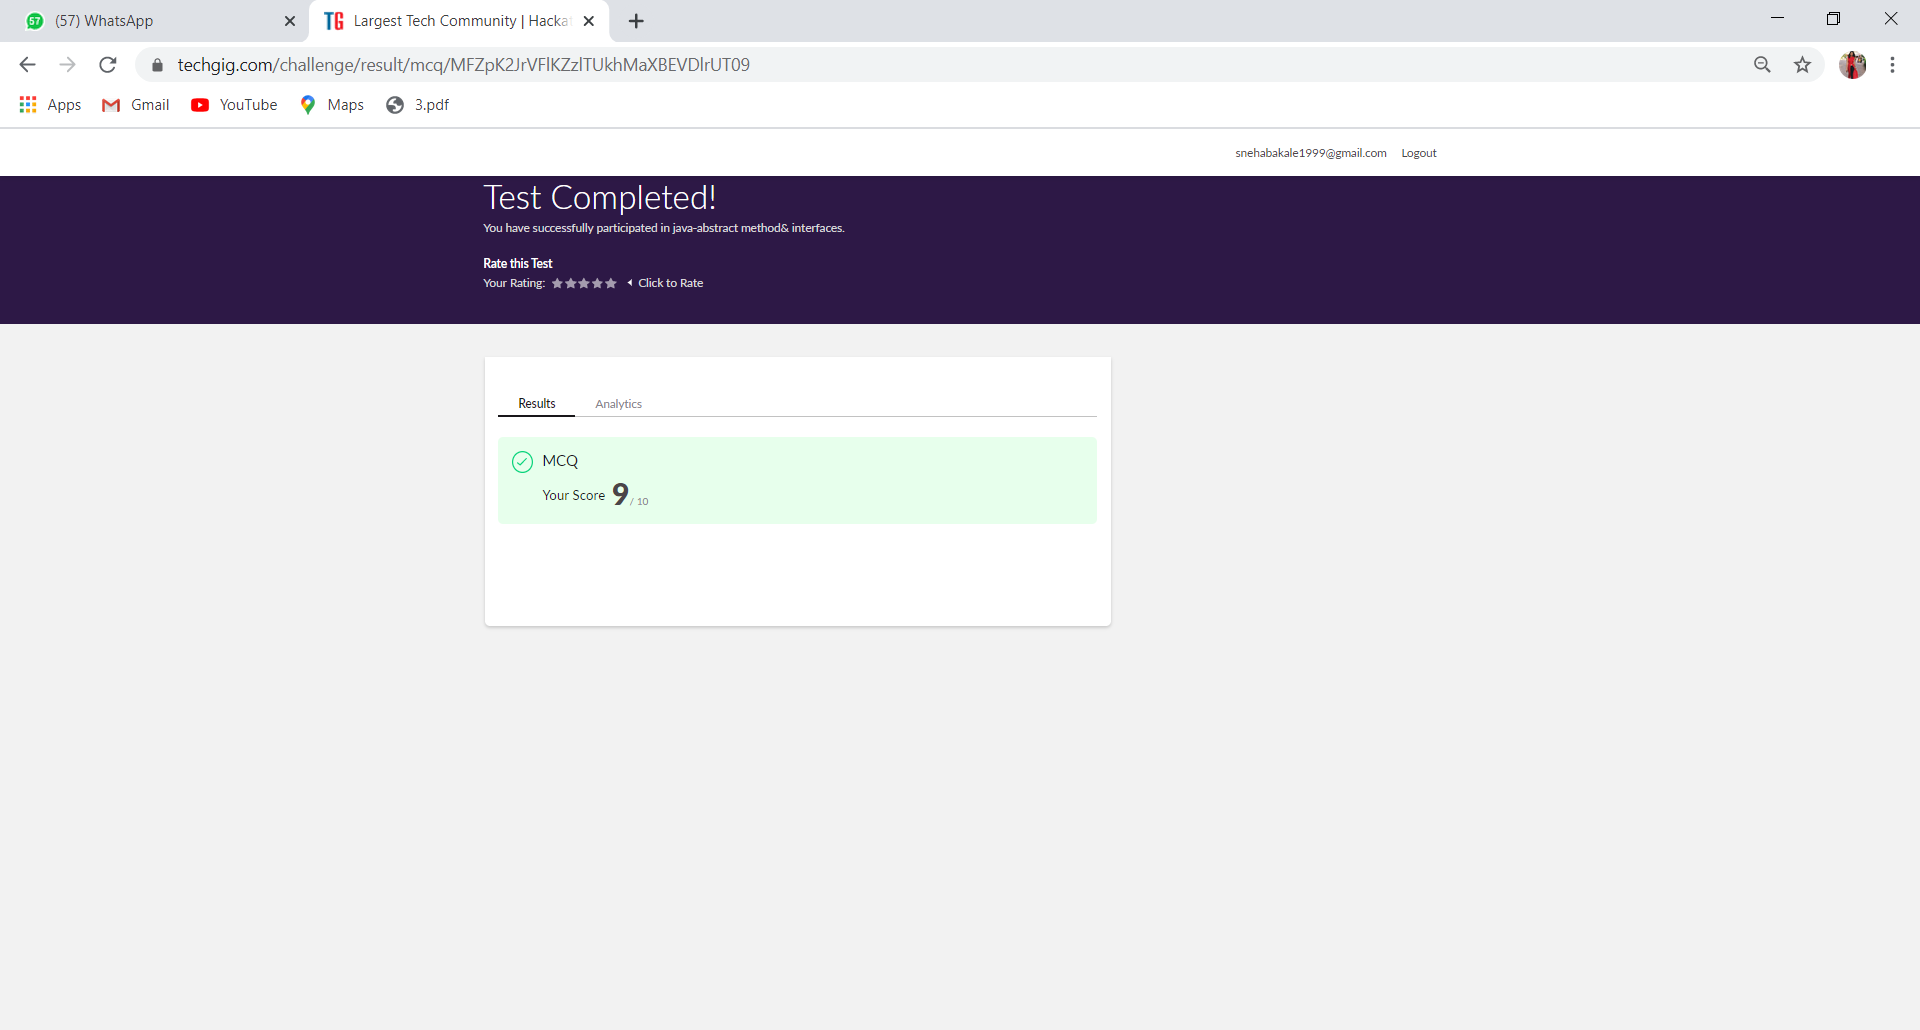 57 (57) WhatsApp
TG Largest Tech Community | Hacka
techgig.com/challenge/result/mcq/MFZpK2JrVFlKZzlTUkhMaXBEVDlrUT09
Apps Gmail YouTube Maps 3.pdf
snehabakale1999@gmail.com Logout
Test Completed!
You have successfully participated in java-abstract method& interfaces.
Rate this Test
Your Rating: Click to Rate
Results Analytics
MCQ
Your Score 9 / 10